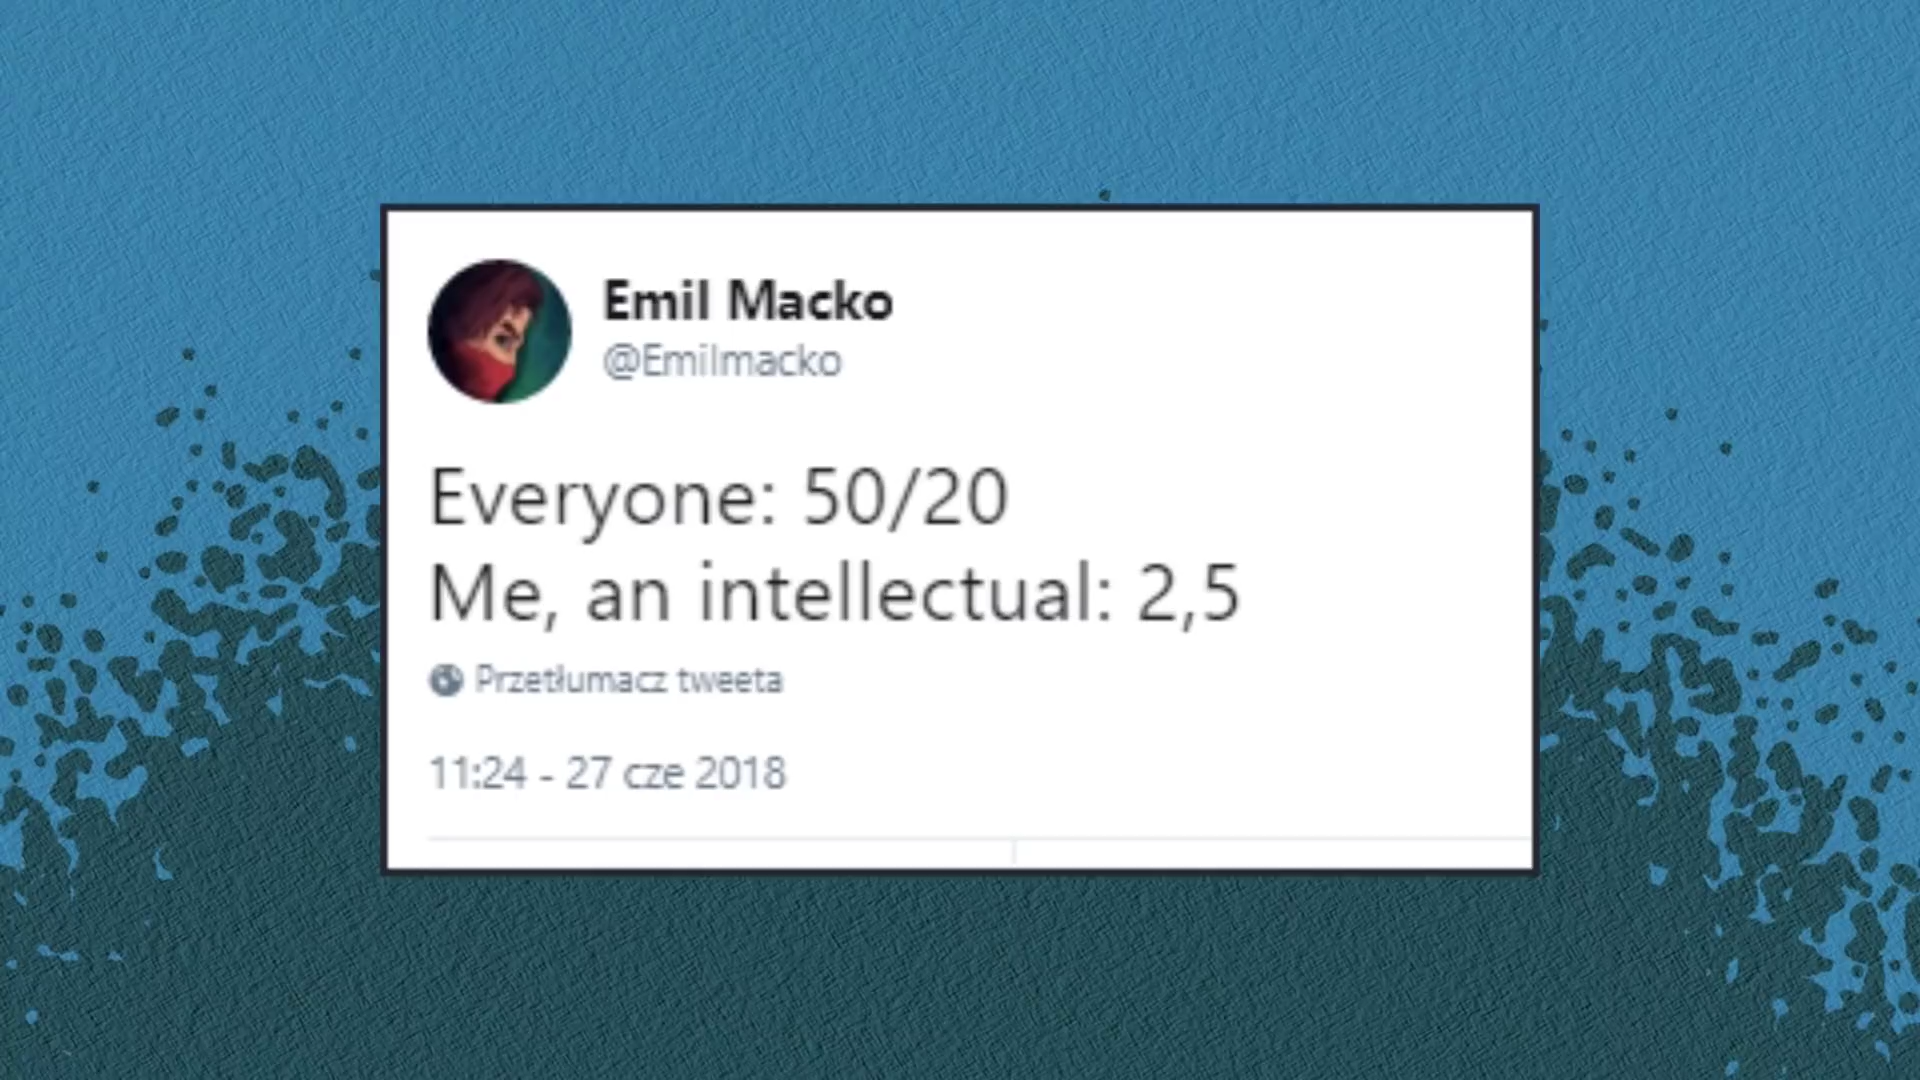 Emil Macko
@Emilmacko
Everyone: 50/20
Me, an intellectual: 2,5
Przetłumacz tweeta
11:24 - 27 cze 2018